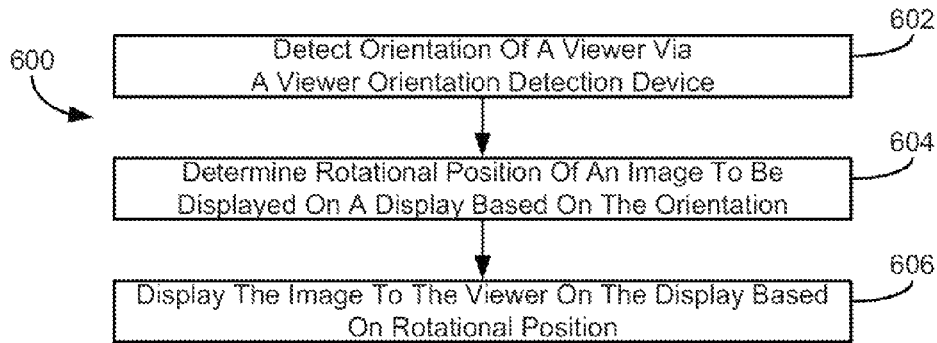 600
602
Detect Orientation Of A Viewer Via
A Viewer Orientation Detection Device
604
Determine Rotational Position Of An Image To Be
Displayed On A Display Based On The Orientation
606
Display The Image To The Viewer On The Display Based
On Rotational Position